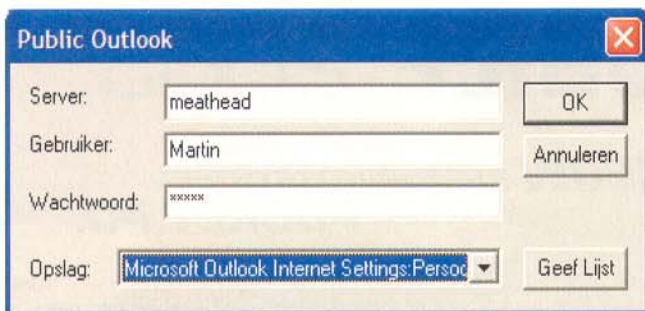 Public Outlook
Server: meathead OK
Gebruiker: Martin Annuleren
Wachtwoord: *****
Opslag: Microsoft Outlook Internet Settings:Persoo Geef Lijst